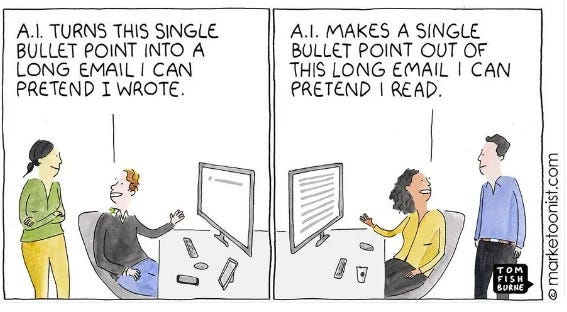 A.I. TURNS THIS SINGLE
BULLET POINT INTO A
LONG EMAIL I CAN
PRETEND I WROTE.
A.I. MAKES A SINGLE
BULLET POINT OUT OF
THIS LONG EMAIL I CAN
PRETEND I READ.
TOM
FISH
BURNE
© marketoonist.com